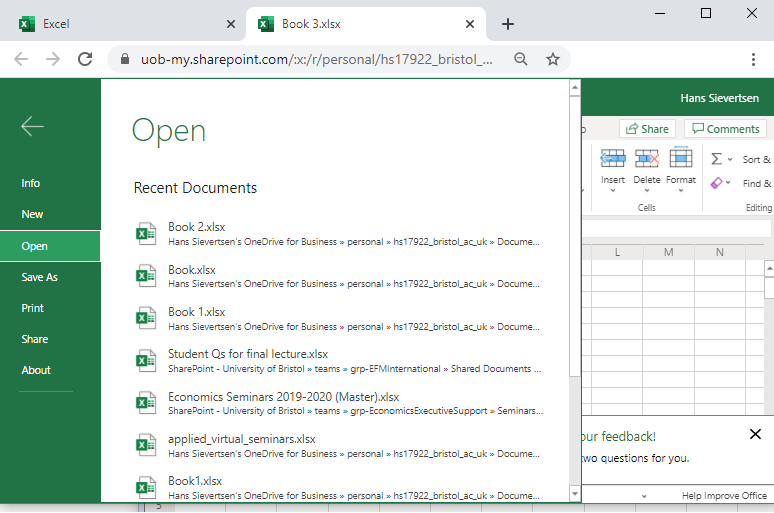 Excel
Book 3.xlsx
uob-my.sharepoint.com/:x:/r/personal/hs17922_bristol_...
Hans Sievertsen
Share
Comments
Insert
Delete
Format
Sort &
Find &
Cells
Editing
L M N
Info
New
Open
Save As
Print
Share
About
Open
Recent Documents
Book 2.xlsx
Hans Sievertsen's OneDrive for Business » personal » hs17922_bristol_ac_uk » Docume...
Book.xlsx
Hans Sievertsen's OneDrive for Business » personal » hs17922_bristol_ac_uk » Docume...
Book 1.xlsx
Hans Sievertsen's OneDrive for Business » personal » hs17922_bristol_ac_uk » Docume...
Student Qs for final lecture.xlsx
SharePoint - University of Bristol » teams » grp-EFMInternational » Shared Documents ...
Economics Seminars 2019-2020 (Master).xlsx
SharePoint - University of Bristol » teams » grp-EconomicsExecutiveSupport » Seminars...
applied_virtual_seminars.xlsx
Hans Sievertsen's OneDrive for Business » personal » hs17922_bristol_ac_uk » Docume...
Book1.xlsx
Hans Sievertsen's OneDrive for Business » personal » hs17922_bristol_ac_uk » Docume...
our feedback!
two questions for you.
Help Improve Office
5